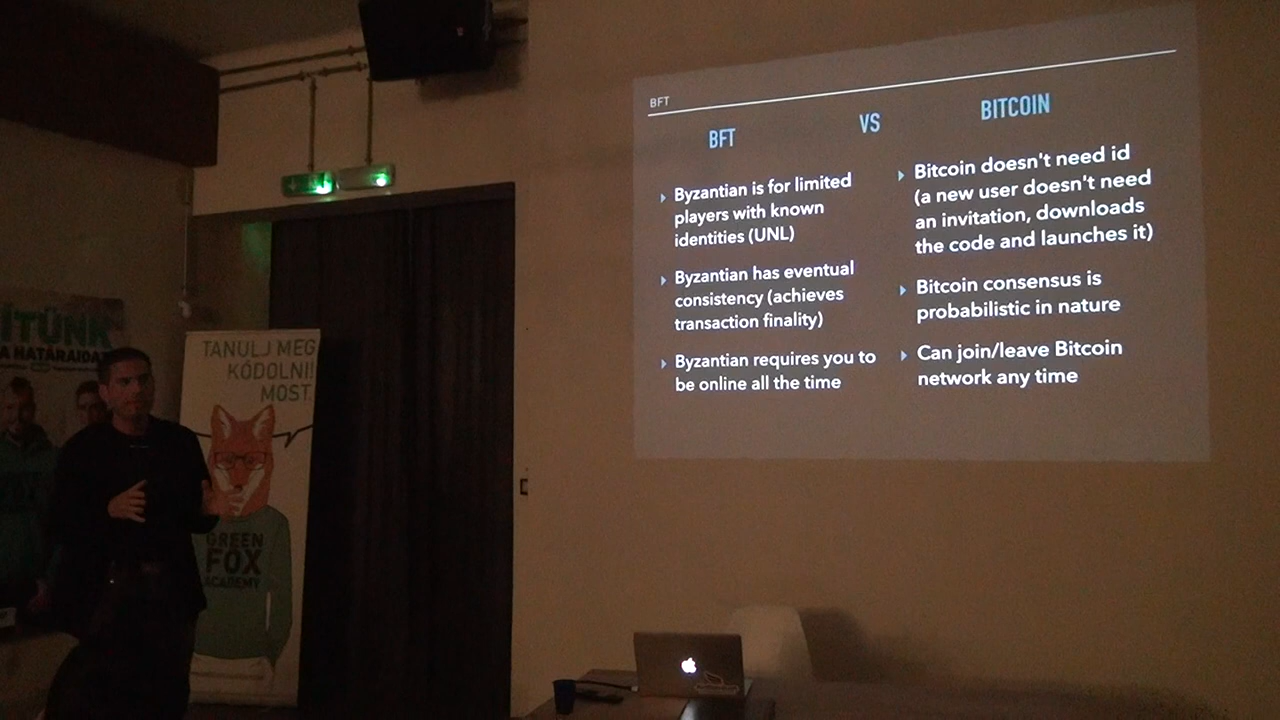 BFT
BFT
VS
BITCOIN
Byzantian is for limited
players with known
identities (UNL)
Byzantian has eventual
consistency (achieves
transaction finality)
Byzantian requires you to
be online all the time
Bitcoin doesn't need id
(a new user doesn't need
an invitation, downloads
the code and launches it)
Bitcoin consensus is
probabilistic in nature
Can join/leave Bitcoin
network any time
TANULJ MEG
KÓDOLNI!
MOST.
GREEN
FOX
ACADEMY
ÍTÜNK
A HATÁRAIDAT